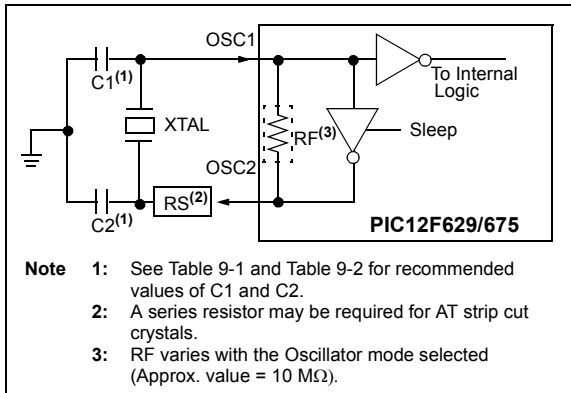 OSC1
C1(1)
To Internal
Logic
XTAL
RF(3)
Sleep
OSC2
RS(2)
C2(1)
PIC12F629/675
Note 1: See Table 9-1 and Table 9-2 for recommended
values of C1 and C2.
2: A series resistor may be required for AT strip cut
crystals.
3: RF varies with the Oscillator mode selected
(Approx. value = 10 MΩ).